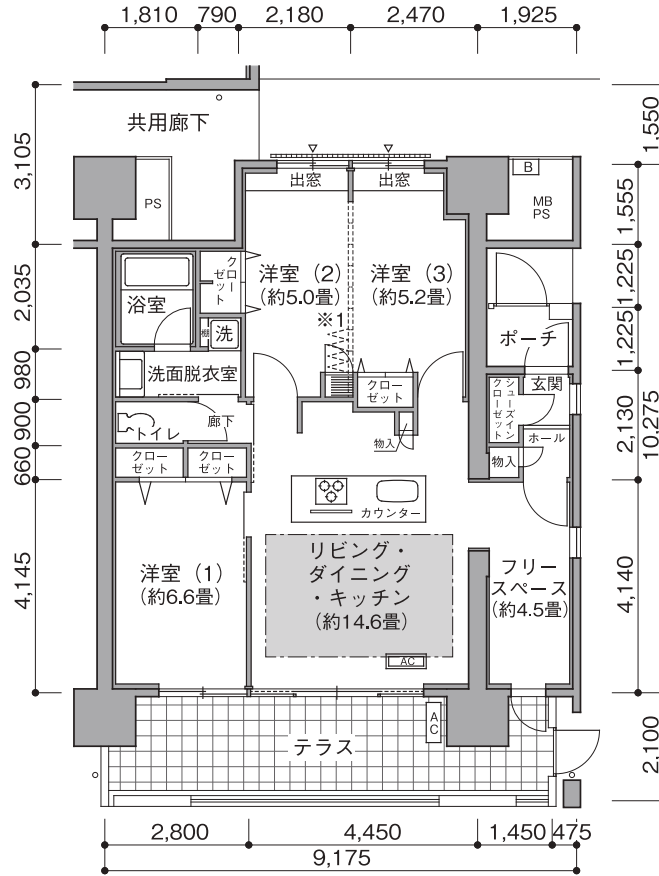 1,810 790 2,180 2,470 1,925
共用廊下
3,105
1.550
出窓
出窓
B
PS
MB
PS
1,555
クロー
ゼット
洋室（2）
(約5.0畳)
洋室（3）
(約5.2畳)
2,035
1,225
浴室
※1
棚
洗
ポーチ
1,225
洗面脱衣室
980
クロー
ゼット
シューズイン
クローゼット
玄関
廊下
トイレ
物入
ホール
900
2,130
10,275
クロー
ゼット
クロー
ゼット
物入
660
カウンター
洋室（1）
(約6.6畳)
リビング・
ダイニング
・キッチン
(約14.6畳)
フリー
スペース
(約4.5畳)
4,145
4,140
AC
AC
テラス
2,100
2,800 4,450 1,450 475
9,175